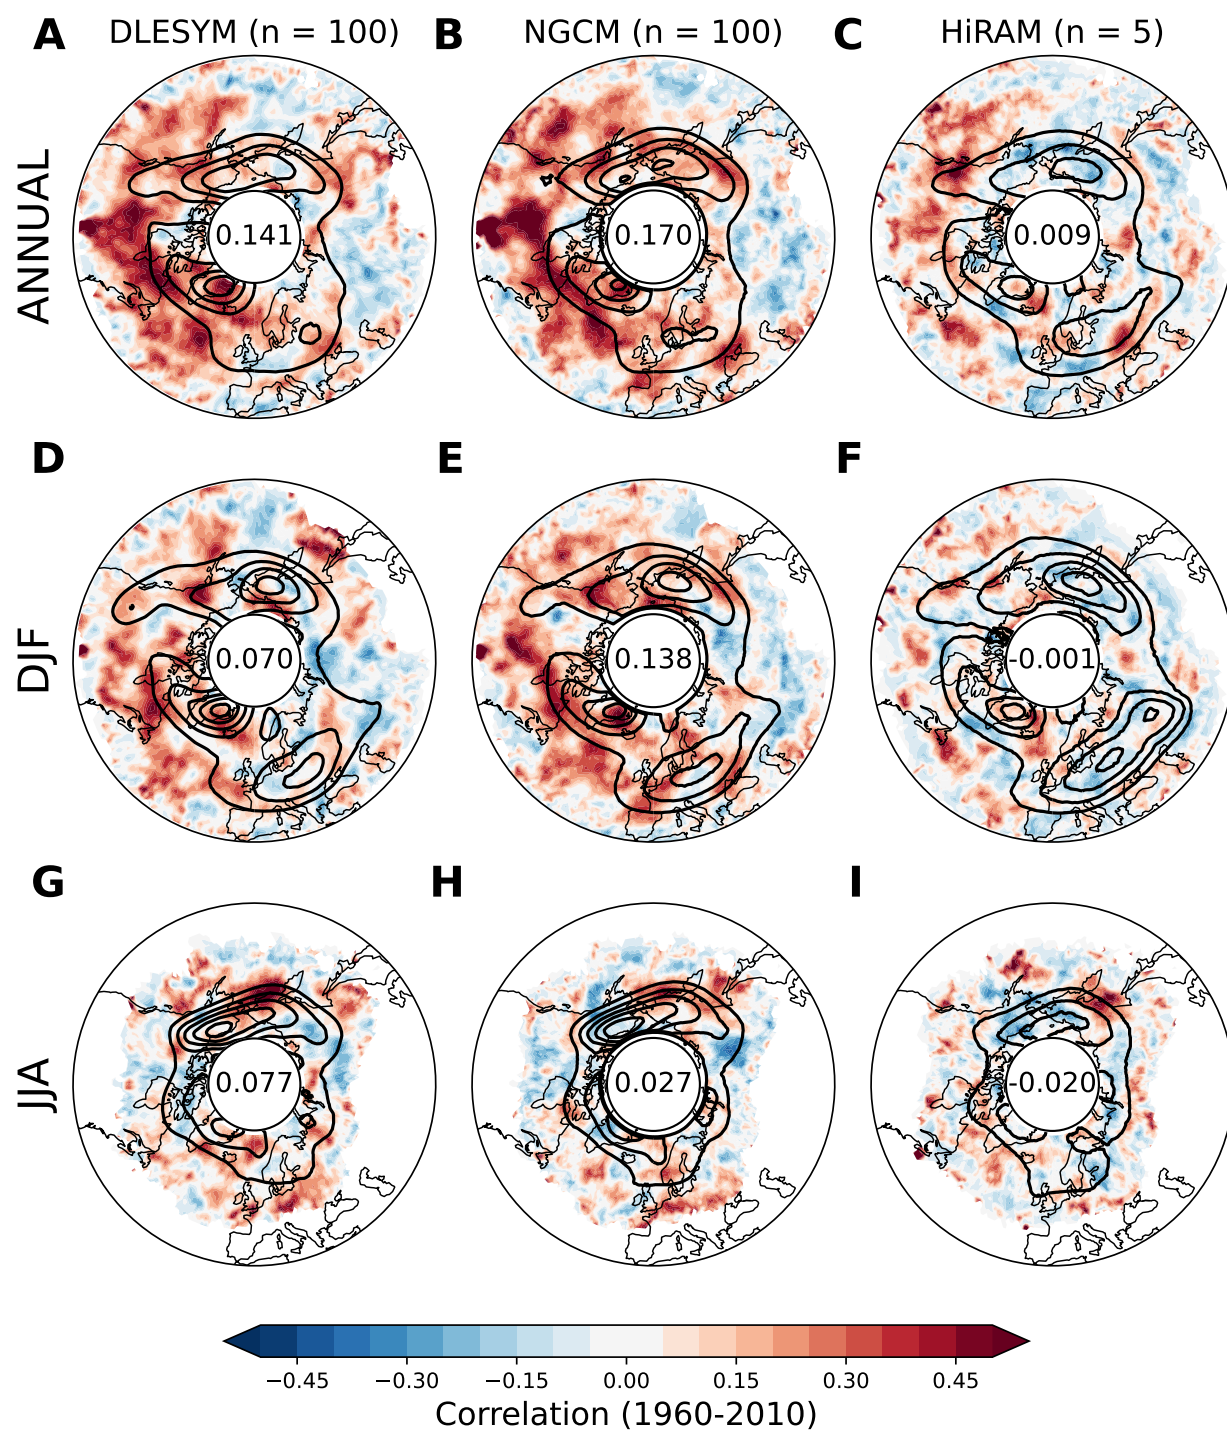 A DLESYM (n = 100) B NGCM (n = 100) C HiRAM (n = 5)
ANNUAL
0.141 0.170 0.009
D E F
DJF
0.070 0.138 -0.001
G H I
JJA
0.077 0.027 -0.020
−0.45 −0.30 −0.15 0.00 0.15 0.30 0.45
Correlation (1960-2010)